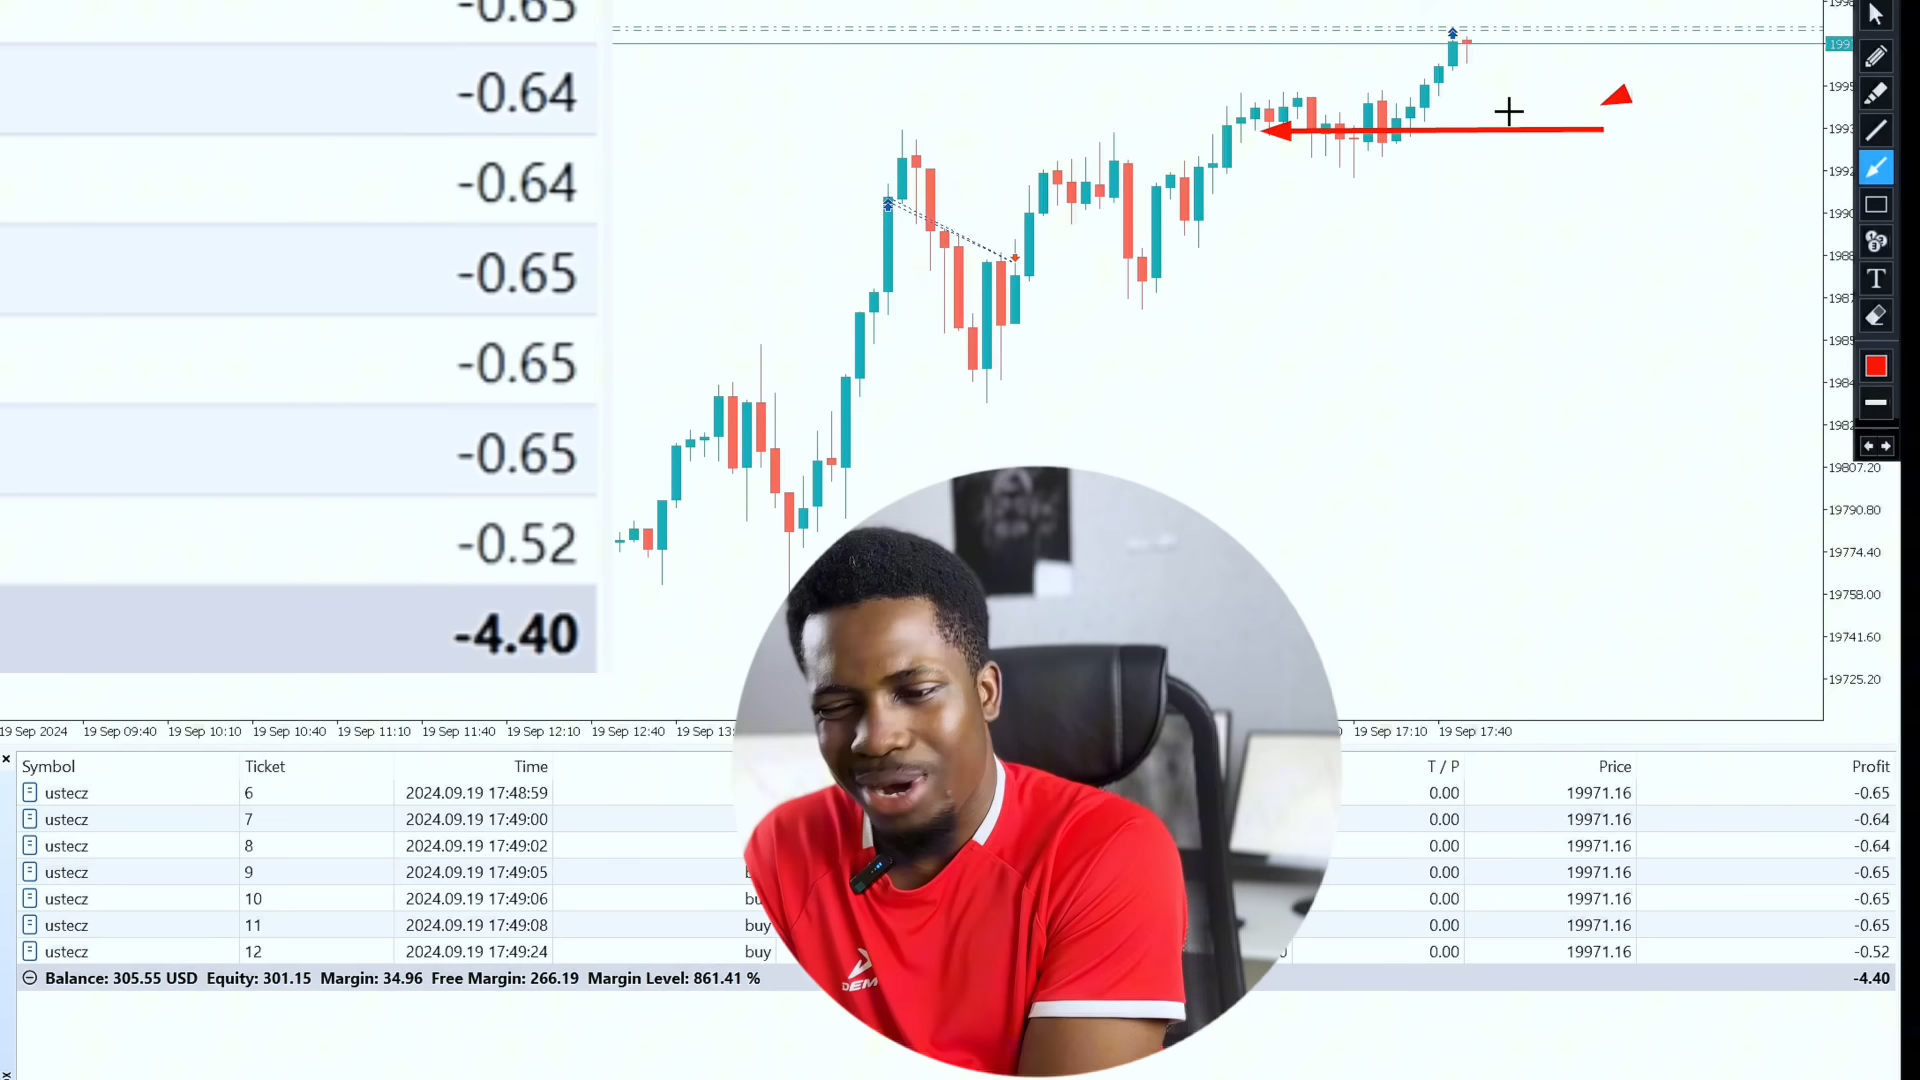 -0.65
-0.64
-0.64
-0.65
-0.65
-0.65
-0.52
-4.40
T
19807.20
19790.80
19774.40
19758.00
19741.60
19725.20
19 Sep 2024 19 Sep 09:40 19 Sep 10:10 19 Sep 10:40 19 Sep 11:10 19 Sep 11:40 19 Sep 12:10 19 Sep 12:40 19 Sep 17:10 19 Sep 17:40
Symbol Ticket Time T / P Price Profit
ustecz 6 2024.09.19 17:48:59 0.00 19971.16 -0.65
ustecz 7 2024.09.19 17:49:00 0.00 19971.16 -0.64
ustecz 8 2024.09.19 17:49:02 0.00 19971.16 -0.64
ustecz 9 2024.09.19 17:49:05 0.00 19971.16 -0.65
ustecz 10 2024.09.19 17:49:06 0.00 19971.16 -0.65
ustecz 11 2024.09.19 17:49:08 buy 0.00 19971.16 -0.65
ustecz 12 2024.09.19 17:49:24 buy 0.00 19971.16 -0.52
Balance: 305.55 USD Equity: 301.15 Margin: 34.96 Free Margin: 266.19 Margin Level: 861.41 % -4.40